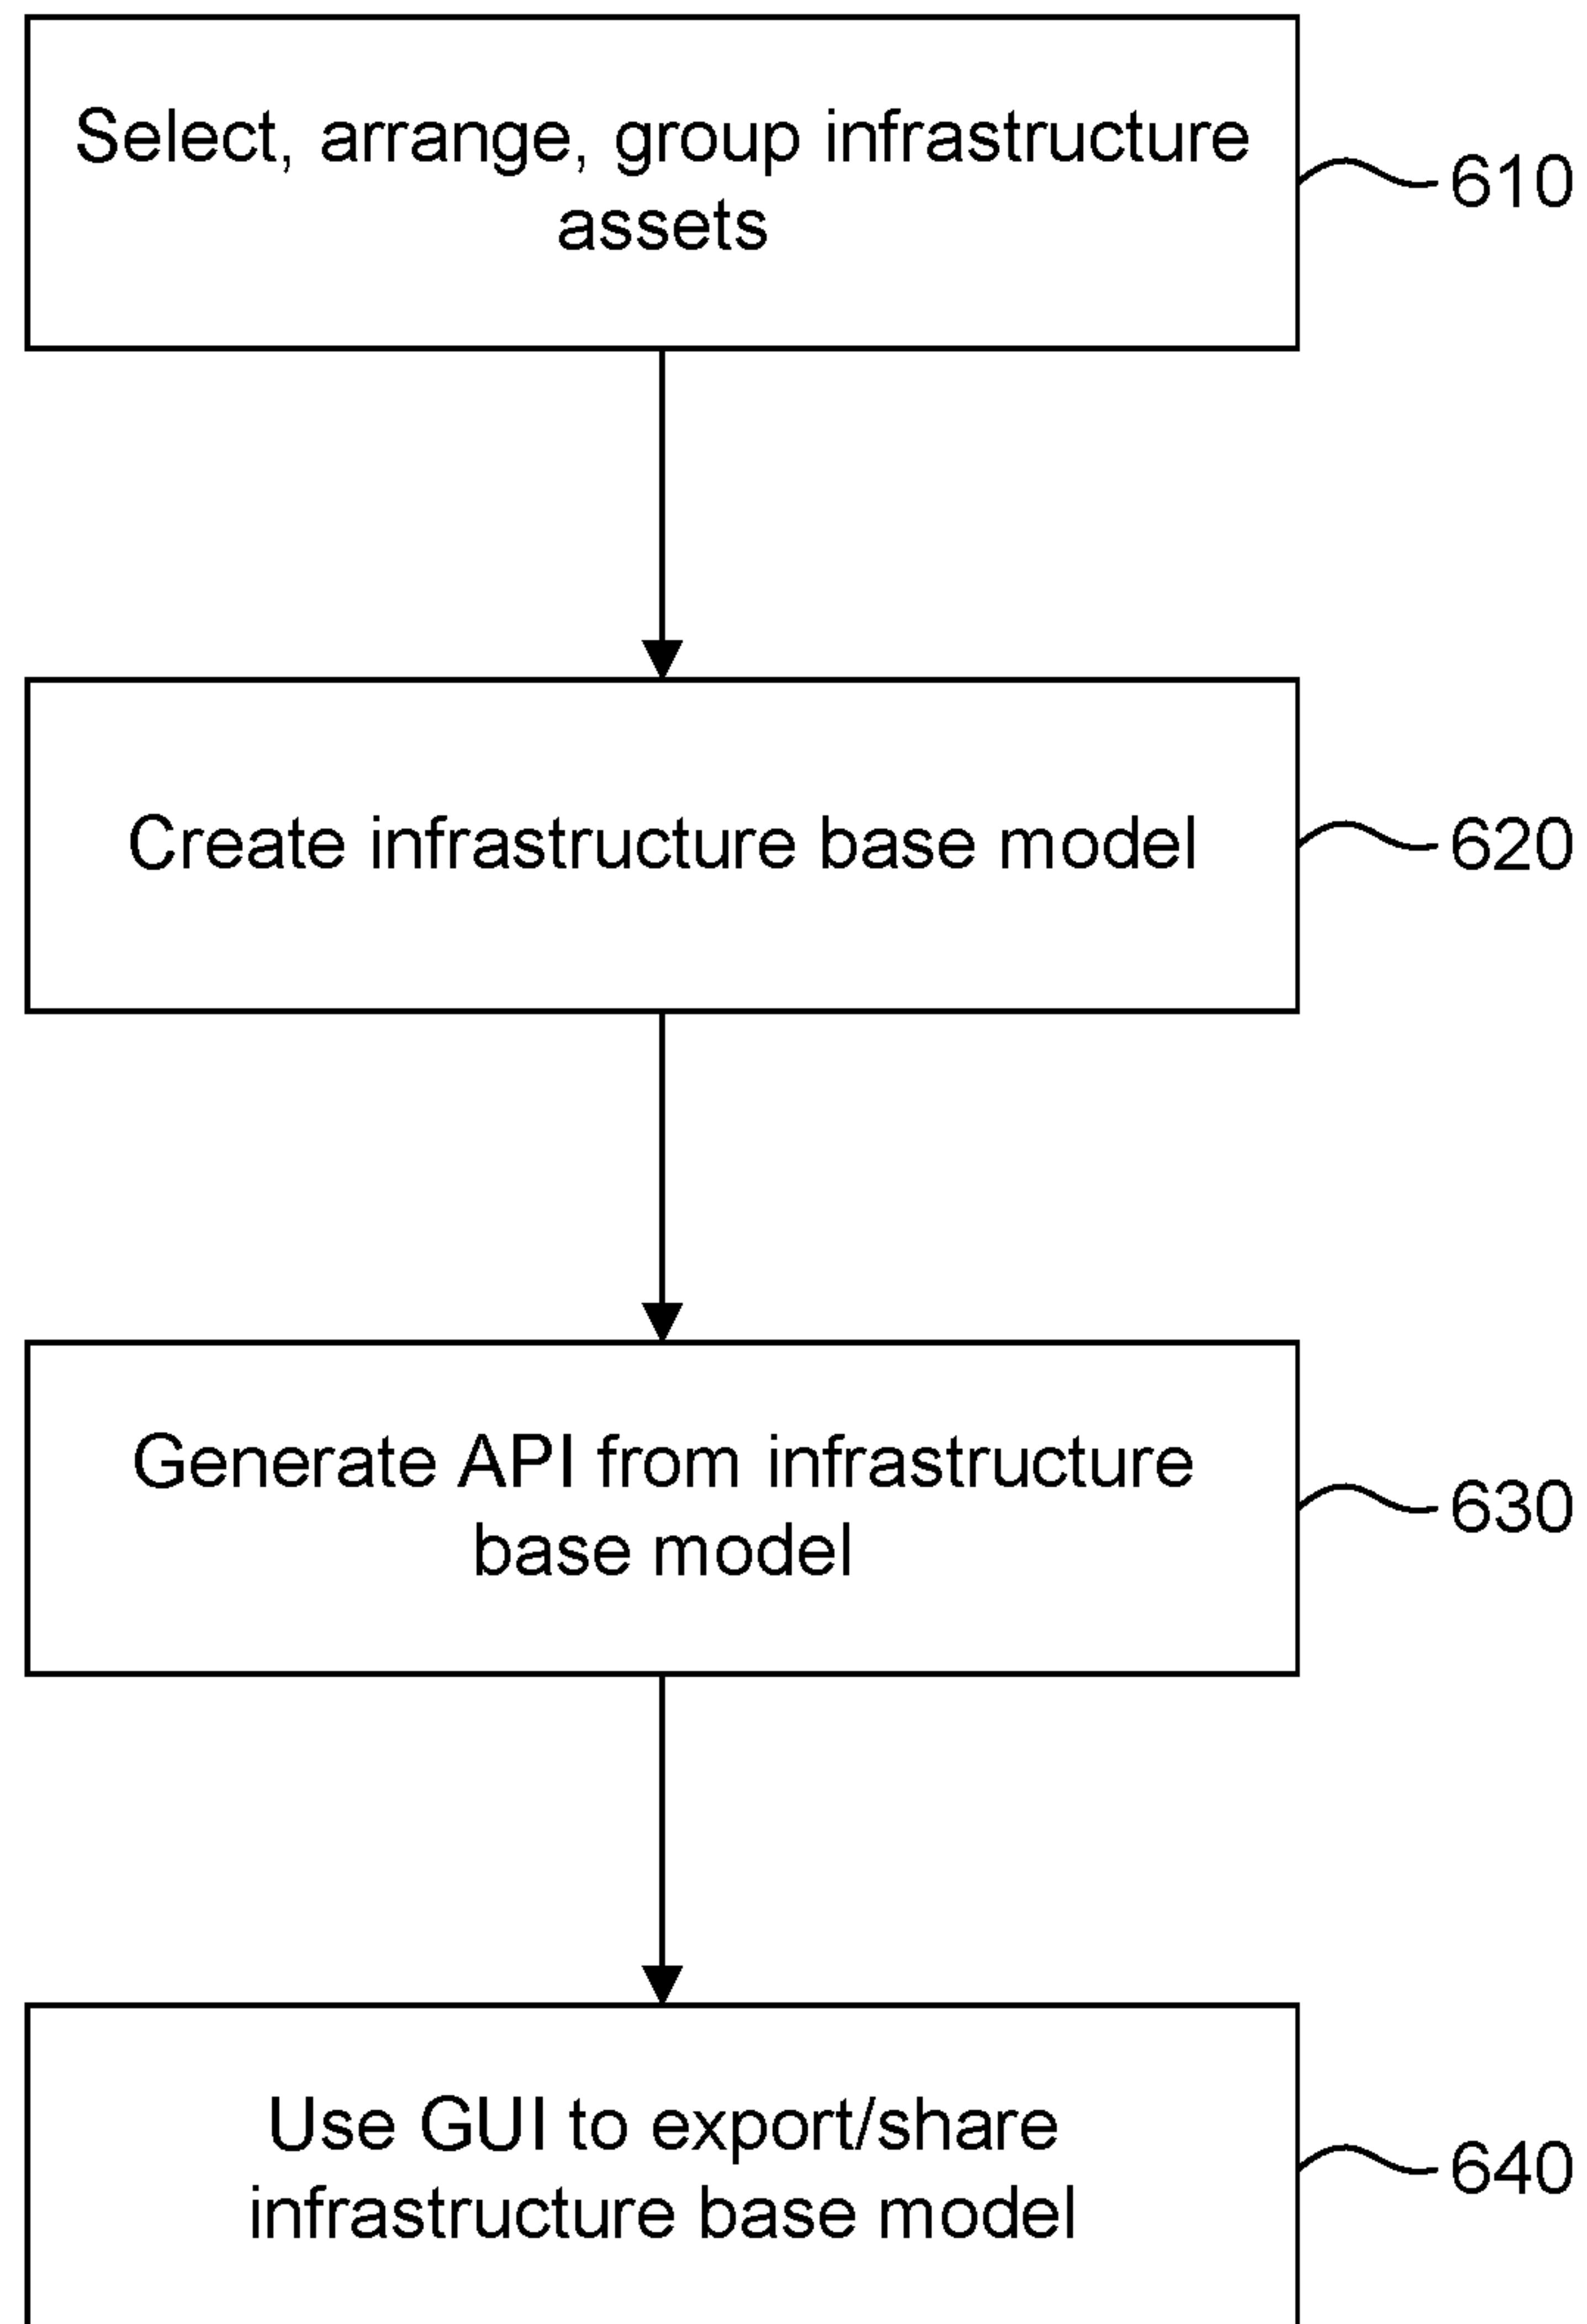 Select, arrange, group infrastructure
assets
610
Create infrastructure base model
620
Generate API from infrastructure
base model
630
Use GUI to export/share
infrastructure base model
640